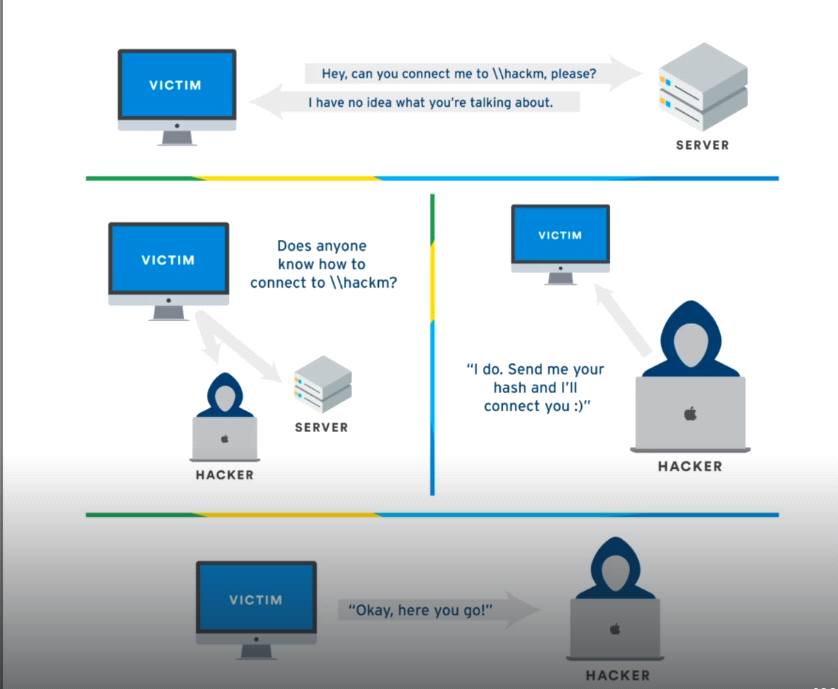 VICTIM
Hey, can you connect me to \\hackm, please?
I have no idea what you're talking about.
SERVER
VICTIM
Does anyone
know how to
connect to \\hackm?
HACKER
SERVER
VICTIM
“I do. Send me your
hash and I'll
connect you :)”
HACKER
VICTIM
“Okay, here you go!”
HACKER